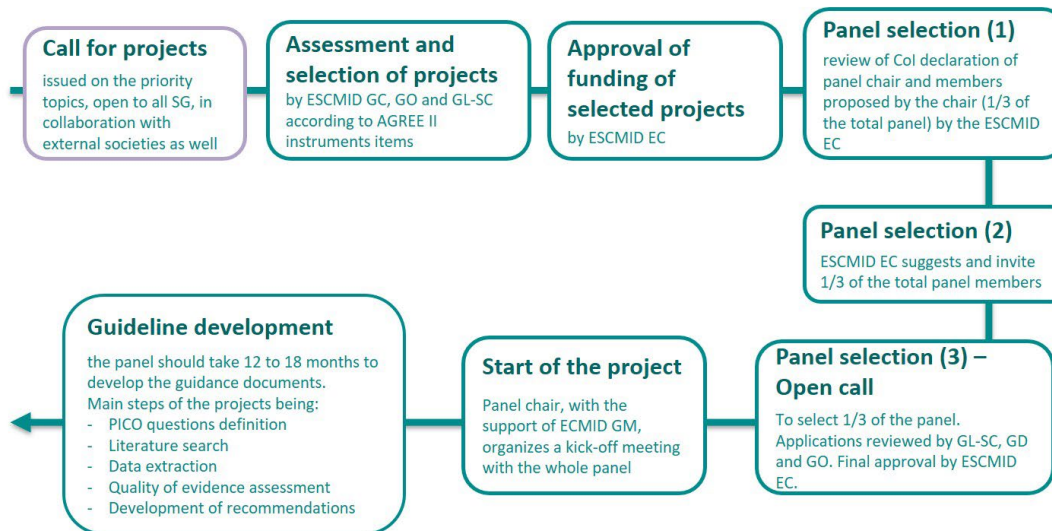 Call for projects
issued on the priority
topics, open to all SG, in
collaboration with
external societies as well
Assessment and
selection of projects
by ESCMID GC, GO and GL-SC
according to AGREE II
instruments items
Approval of
funding of
selected projects
by ESCMID EC
Panel selection (1)
review of CoI declaration of
panel chair and members
proposed by the chair (1/3 of
the total panel) by the ESCMID
EC
Panel selection (2)
ESCMID EC suggests and invite
1/3 of the total panel members
Panel selection (3) –
Open call
To select 1/3 of the panel.
Applications reviewed by GL-SC, GD
and GO. Final approval by ESCMID
EC.
Start of the project
Panel chair, with the
support of ECMID GM,
organizes a kick-off meeting
with the whole panel
Guideline development
the panel should take 12 to 18 months to
develop the guidance documents.
Main steps of the projects being:
- PICO questions definition
- Literature search
- Data extraction
- Quality of evidence assessment
- Development of recommendations